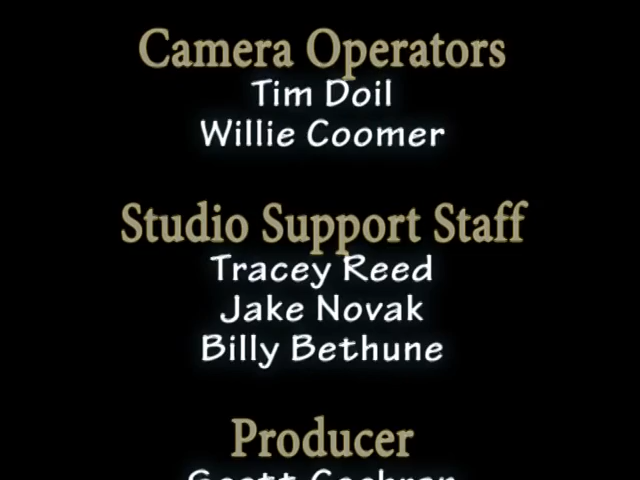 Camera Operators
Tim Doil
Willie Coomer
Studio Support Staff
Tracey Reed
Jake Novak
Billy Bethune
Producer